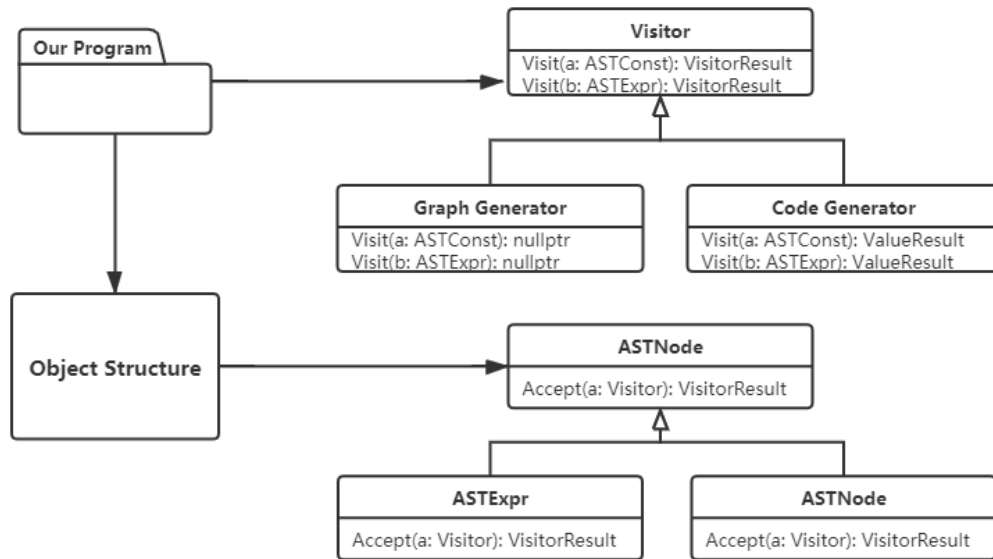 Our Program
Visitor
Visit(a: ASTConst): VisitorResult
Visit(b: ASTExpr): VisitorResult
Graph Generator
Visit(a: ASTConst): nullptr
Visit(b: ASTExpr): nullptr
Code Generator
Visit(a: ASTConst): ValueResult
Visit(b: ASTExpr): ValueResult
Object Structure
ASTNode
Accept(a: Visitor): VisitorResult
ASTExpr
Accept(a: Visitor): VisitorResult
ASTNode
Accept(a: Visitor): VisitorResult